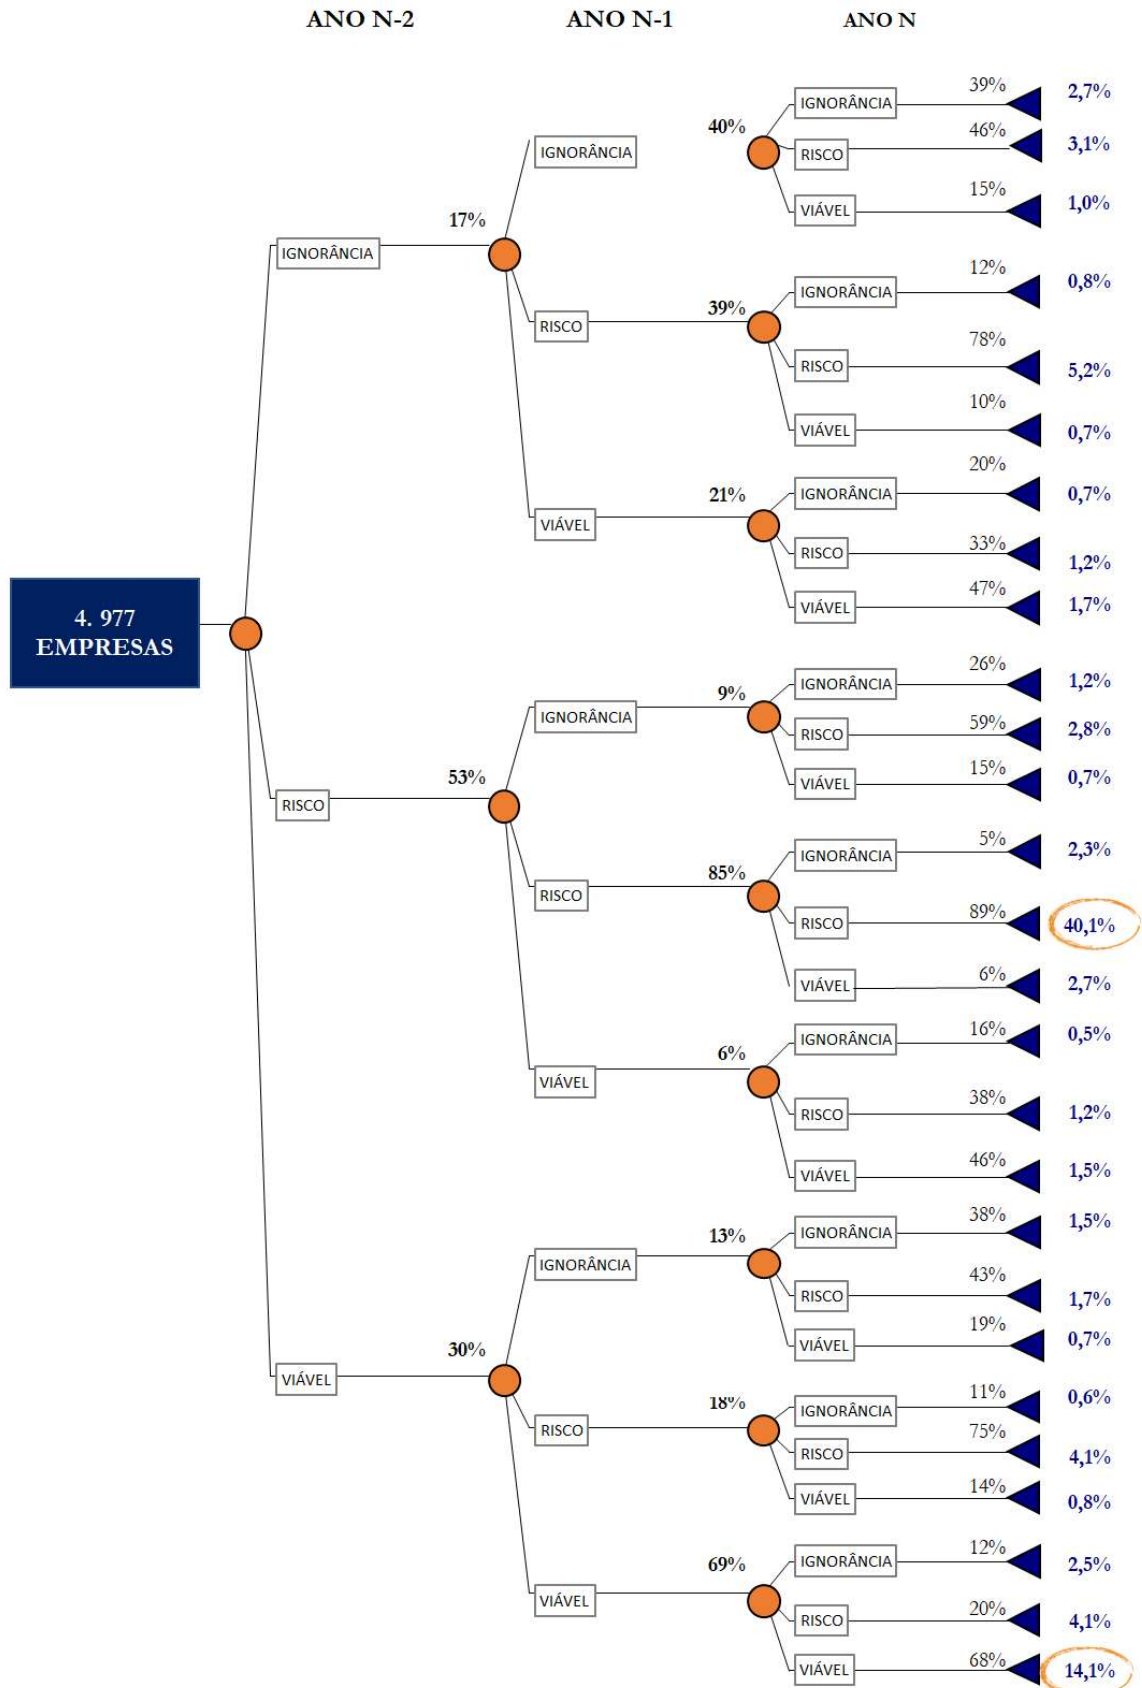 ANO N-2 ANO N-1 ANO N
IGNORÂNCIA 39% 2,7%
40% RISCO 46% 3,1%
IGNORÂNCIA
VIÁVEL 15% 1,0%
IGNORÂNCIA 17%
IGNORÂNCIA 12% 0,8%
RISCO 39%
RISCO 78% 5,2%
VIÁVEL 10% 0,7%
IGNORÂNCIA 20% 0,7%
VIÁVEL 21%
RISCO 33% 1,2%
VIÁVEL 47% 1,7%
4. 977
EMPRESAS
IGNORÂNCIA 26% 1,2%
IGNORÂNCIA 9%
RISCO 59% 2,8%
VIÁVEL 15% 0,7%
RISCO 53%
IGNORÂNCIA 5% 2,3%
RISCO 85%
RISCO 89% 40,1%
VIÁVEL 6% 2,7%
IGNORÂNCIA 16% 0,5%
VIÁVEL 6%
RISCO 38% 1,2%
VIÁVEL 46% 1,5%
IGNORÂNCIA 38% 1,5%
IGNORÂNCIA 13%
RISCO 43% 1,7%
VIÁVEL 19% 0,7%
VIÁVEL 30%
IGNORÂNCIA 11% 0,6%
RISCO 18%
RISCO 75% 4,1%
VIÁVEL 14% 0,8%
IGNORÂNCIA 12% 2,5%
VIÁVEL 69%
RISCO 20% 4,1%
VIÁVEL 68% 14,1%